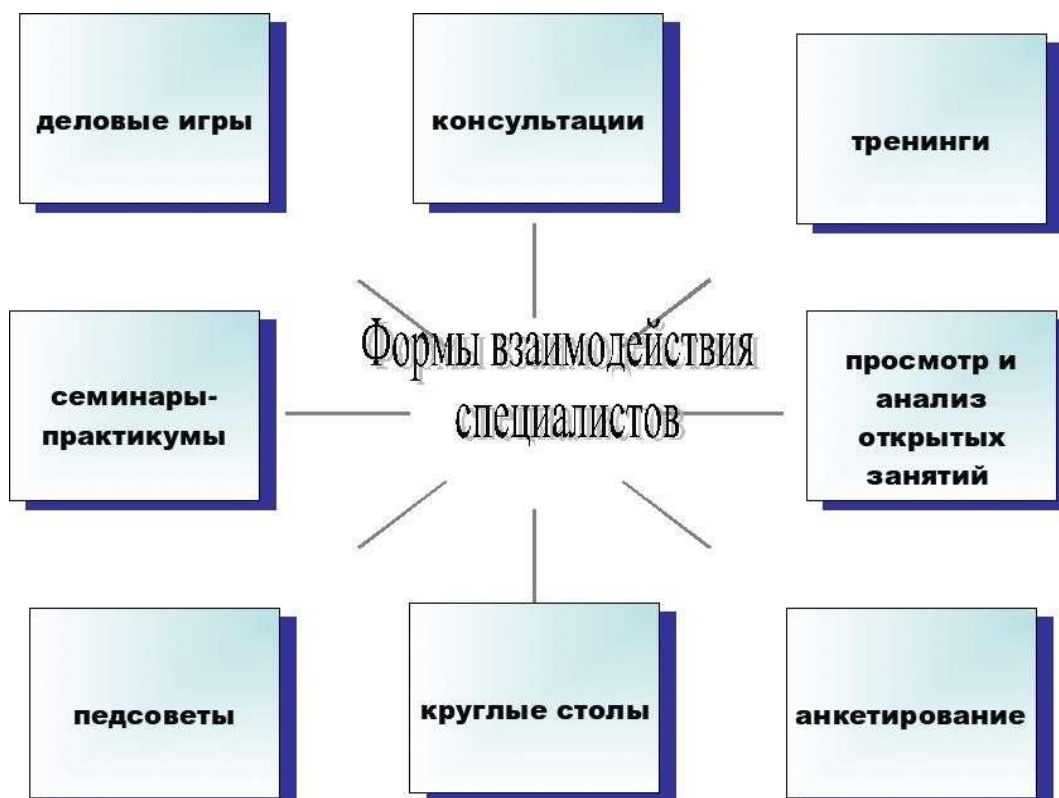 деловые игры
консультации
тренинги
Формы взаимодействия
специалистов
семинары-
практикумы
просмотр и
анализ
открытых
занятий
педсоветы
круглые столы
анкетирование